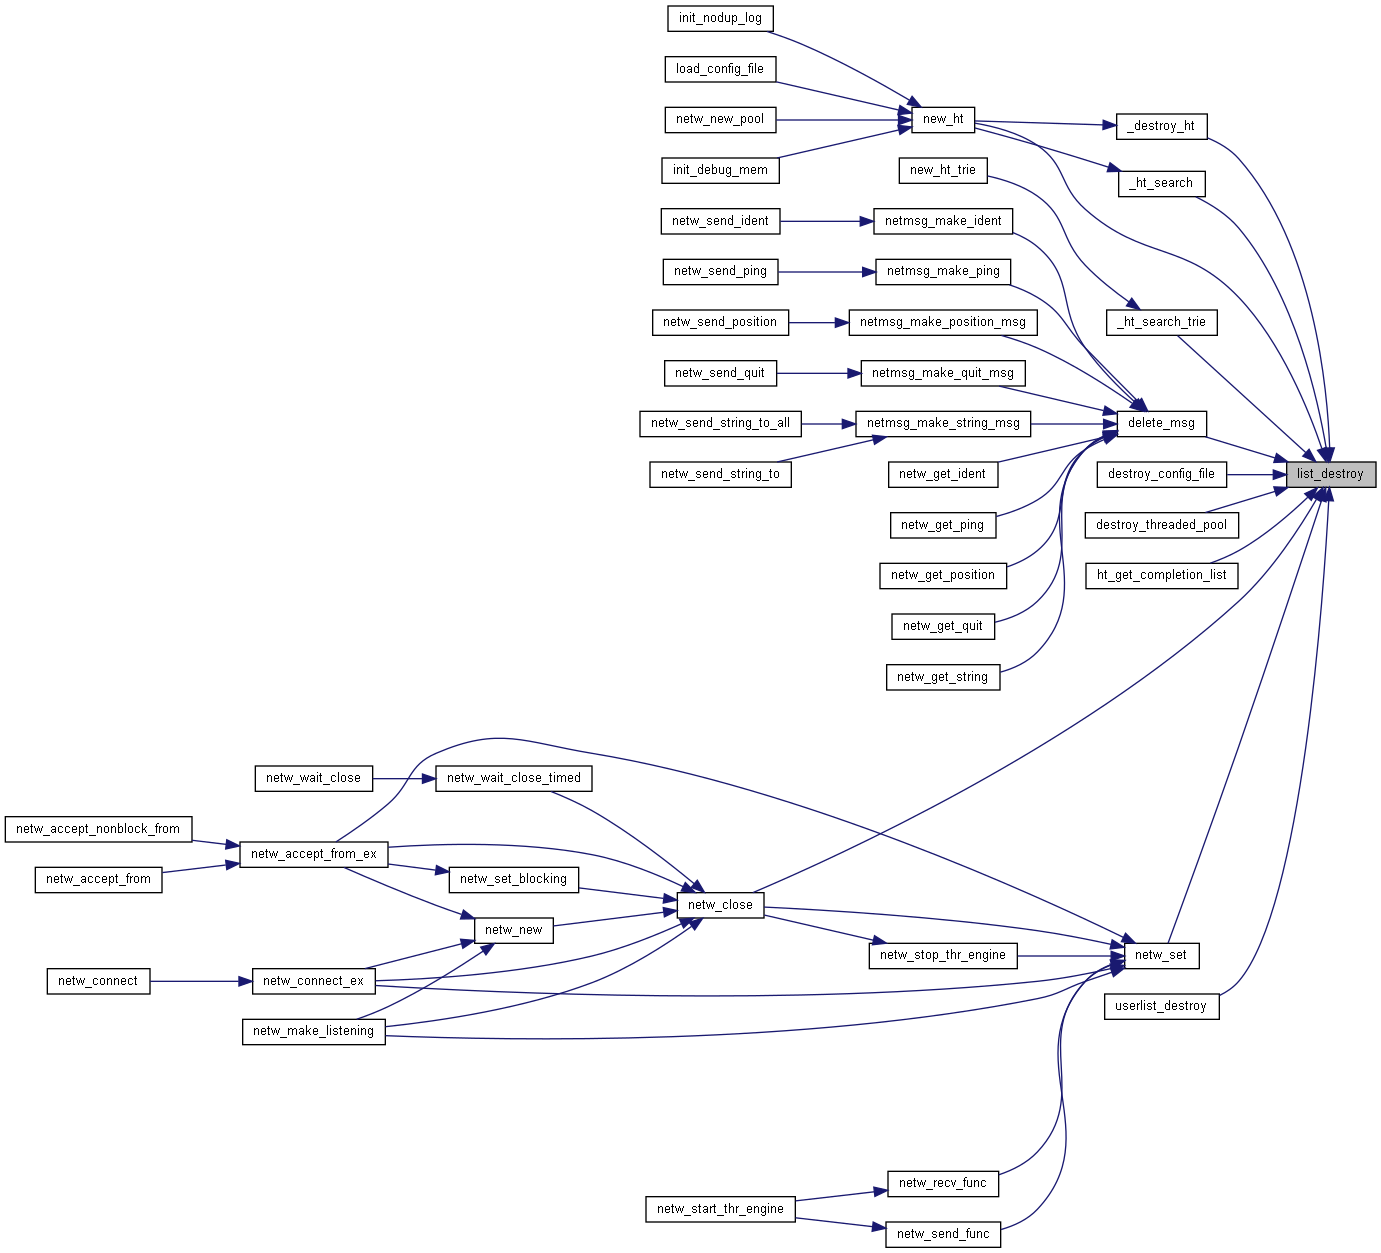 init_nodup_log
load_config_file
netw_new_pool
new_ht
_destroy_ht
init_debug_mem
new_ht_trie
_ht_search
netw_send_ident
netmsg_make_ident
netw_send_ping
netmsg_make_ping
netw_send_position
netmsg_make_position_msg
_ht_search_trie
netw_send_quit
netmsg_make_quit_msg
netw_send_string_to_all
netmsg_make_string_msg
delete_msg
netw_send_string_to
netw_get_ident
destroy_config_file
list_destroy
netw_get_ping
destroy_threaded_pool
netw_get_position
ht_get_completion_list
netw_get_quit
netw_get_string
netw_wait_close
netw_wait_close_timed
netw_accept_nonblock_from
netw_accept_from_ex
netw_accept_from
netw_set_blocking
netw_close
netw_new
netw_stop_thr_engine
netw_set
netw_connect
netw_connect_ex
userlist_destroy
netw_make_listening
netw_recv_func
netw_start_thr_engine
netw_send_func